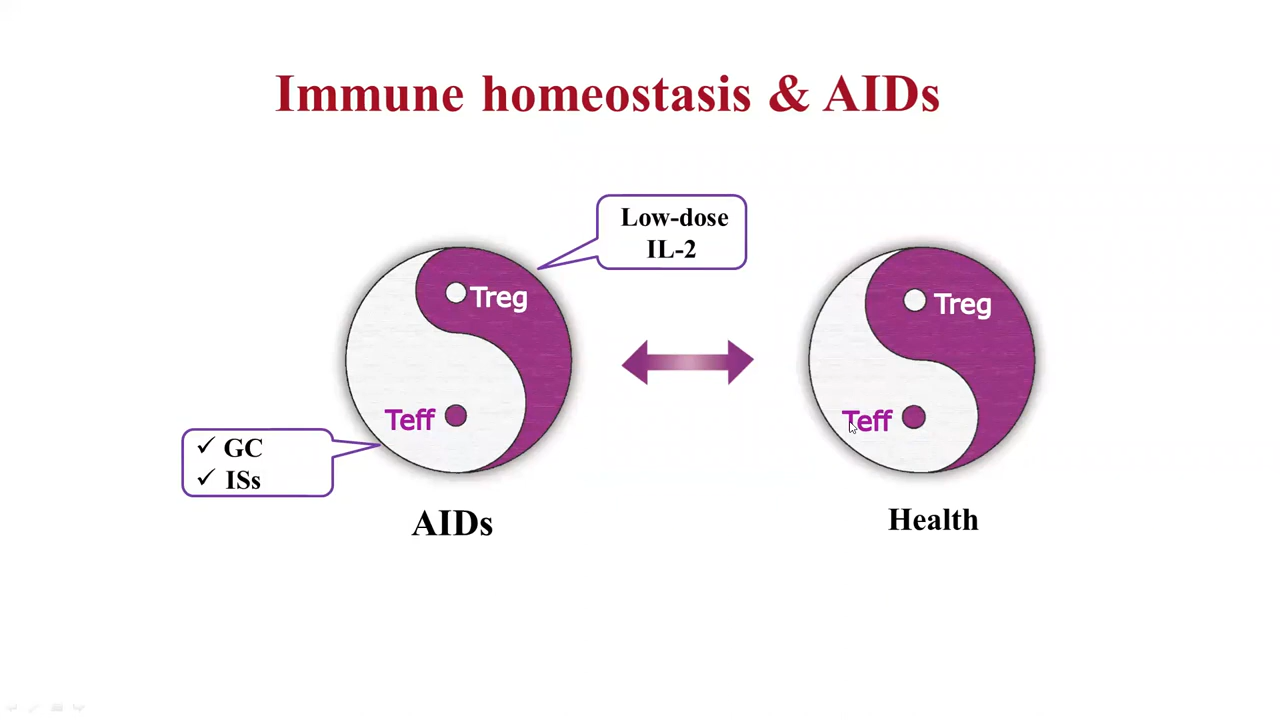 Immune homeostasis & AIDs
Low-dose
IL-2
Treg
Treg
Teff
Teff
✓ GC
✓ ISs
AIDs
Health